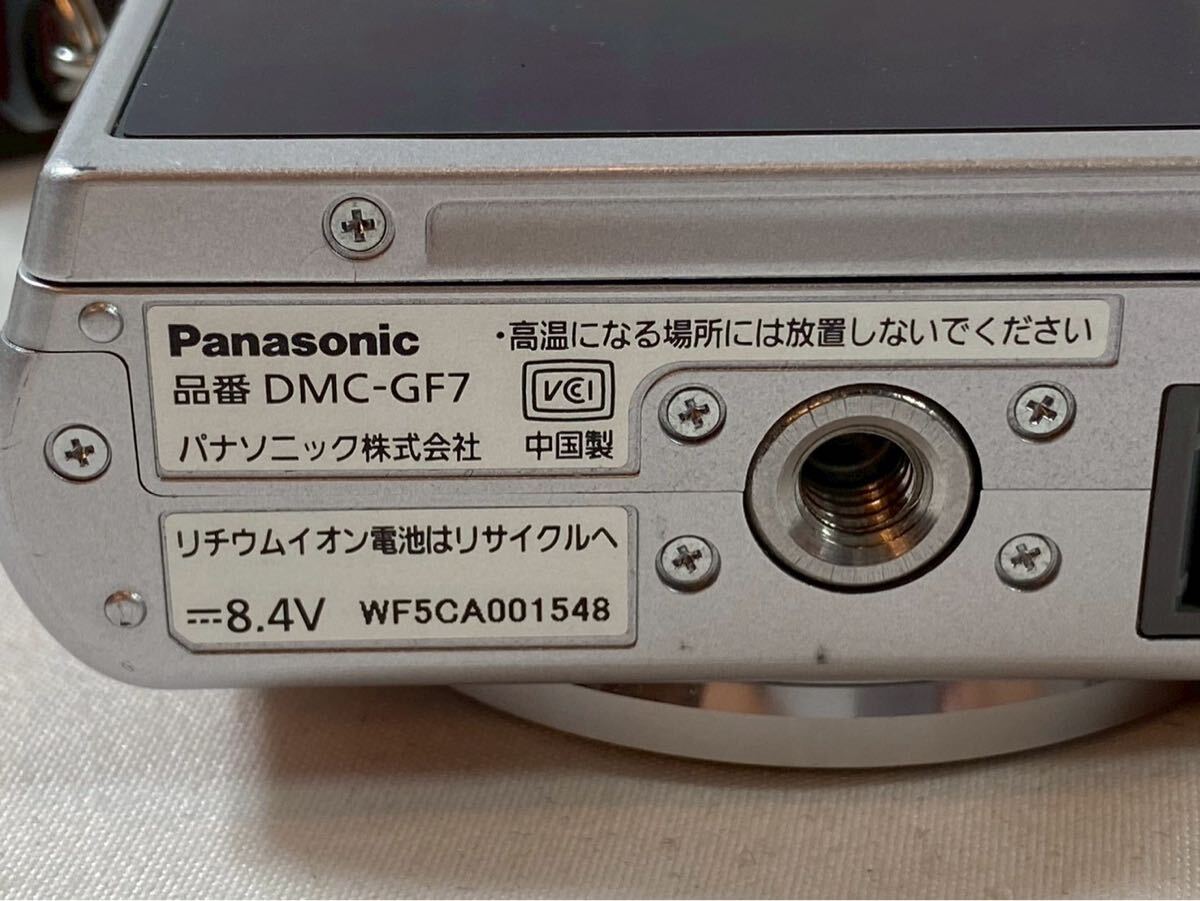 Panasonic
・高温になる場所には放置しないでください
品番 DMC-GF7
VCI
パナソニック株式会社
中国製
リチウムイオン電池はリサイクルへ
⎓8.4V WF5CA001548